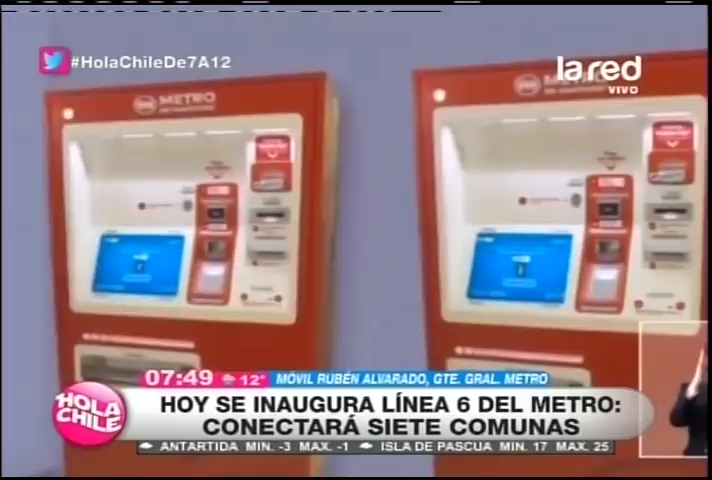 #HolaChileDe7A12
la red
VIVO
METRO
METRO
07:49 12° MÓVIL RUBÉN ALVARADO, GTE. GRAL. METRO
HOLA CHILE
HOY SE INAUGURA LÍNEA 6 DEL METRO:
CONECTARÁ SIETE COMUNAS
ANTARTIDA MIN. -3 MAX. -1 ISLA DE PASCUA MIN. 17 MAX. 25